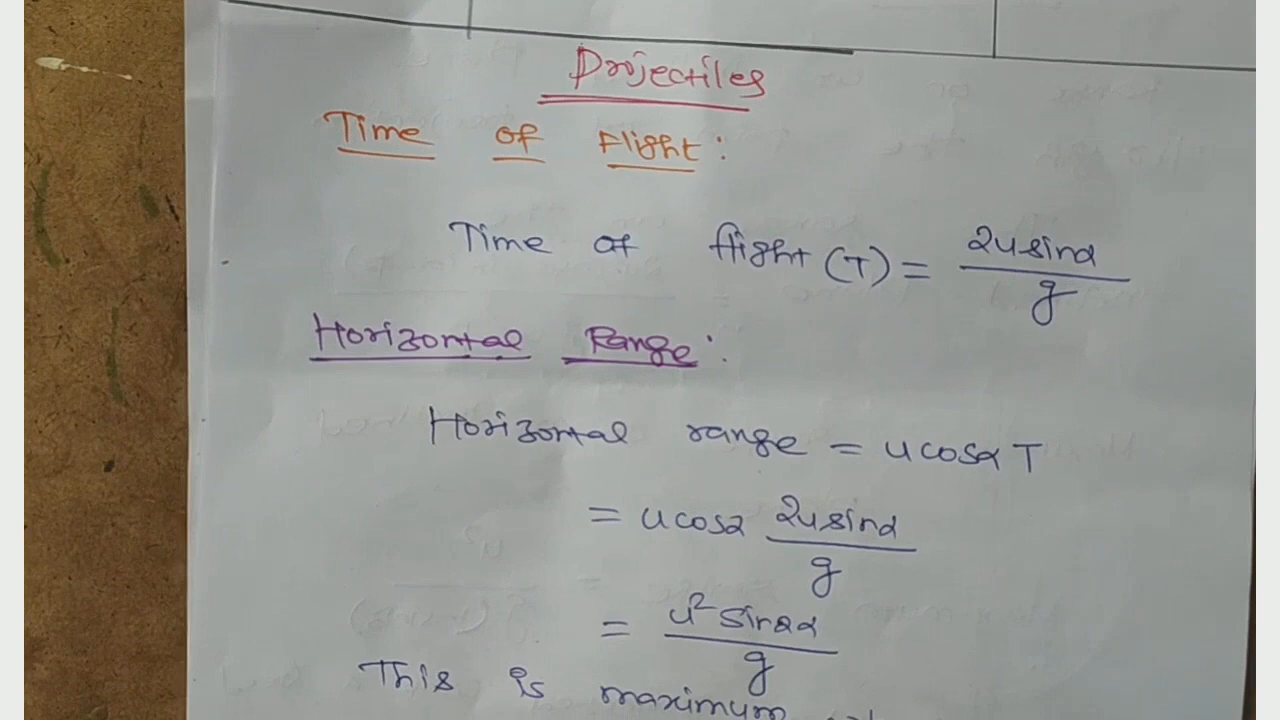 Projectiles
Time of Flight:
Time of flight (T) = 2u sinα / g
Horizontal Range:
Horizontal range = u cosα T
= u cosα 2u sinα / g
= u² sin2α / g
This is maximum